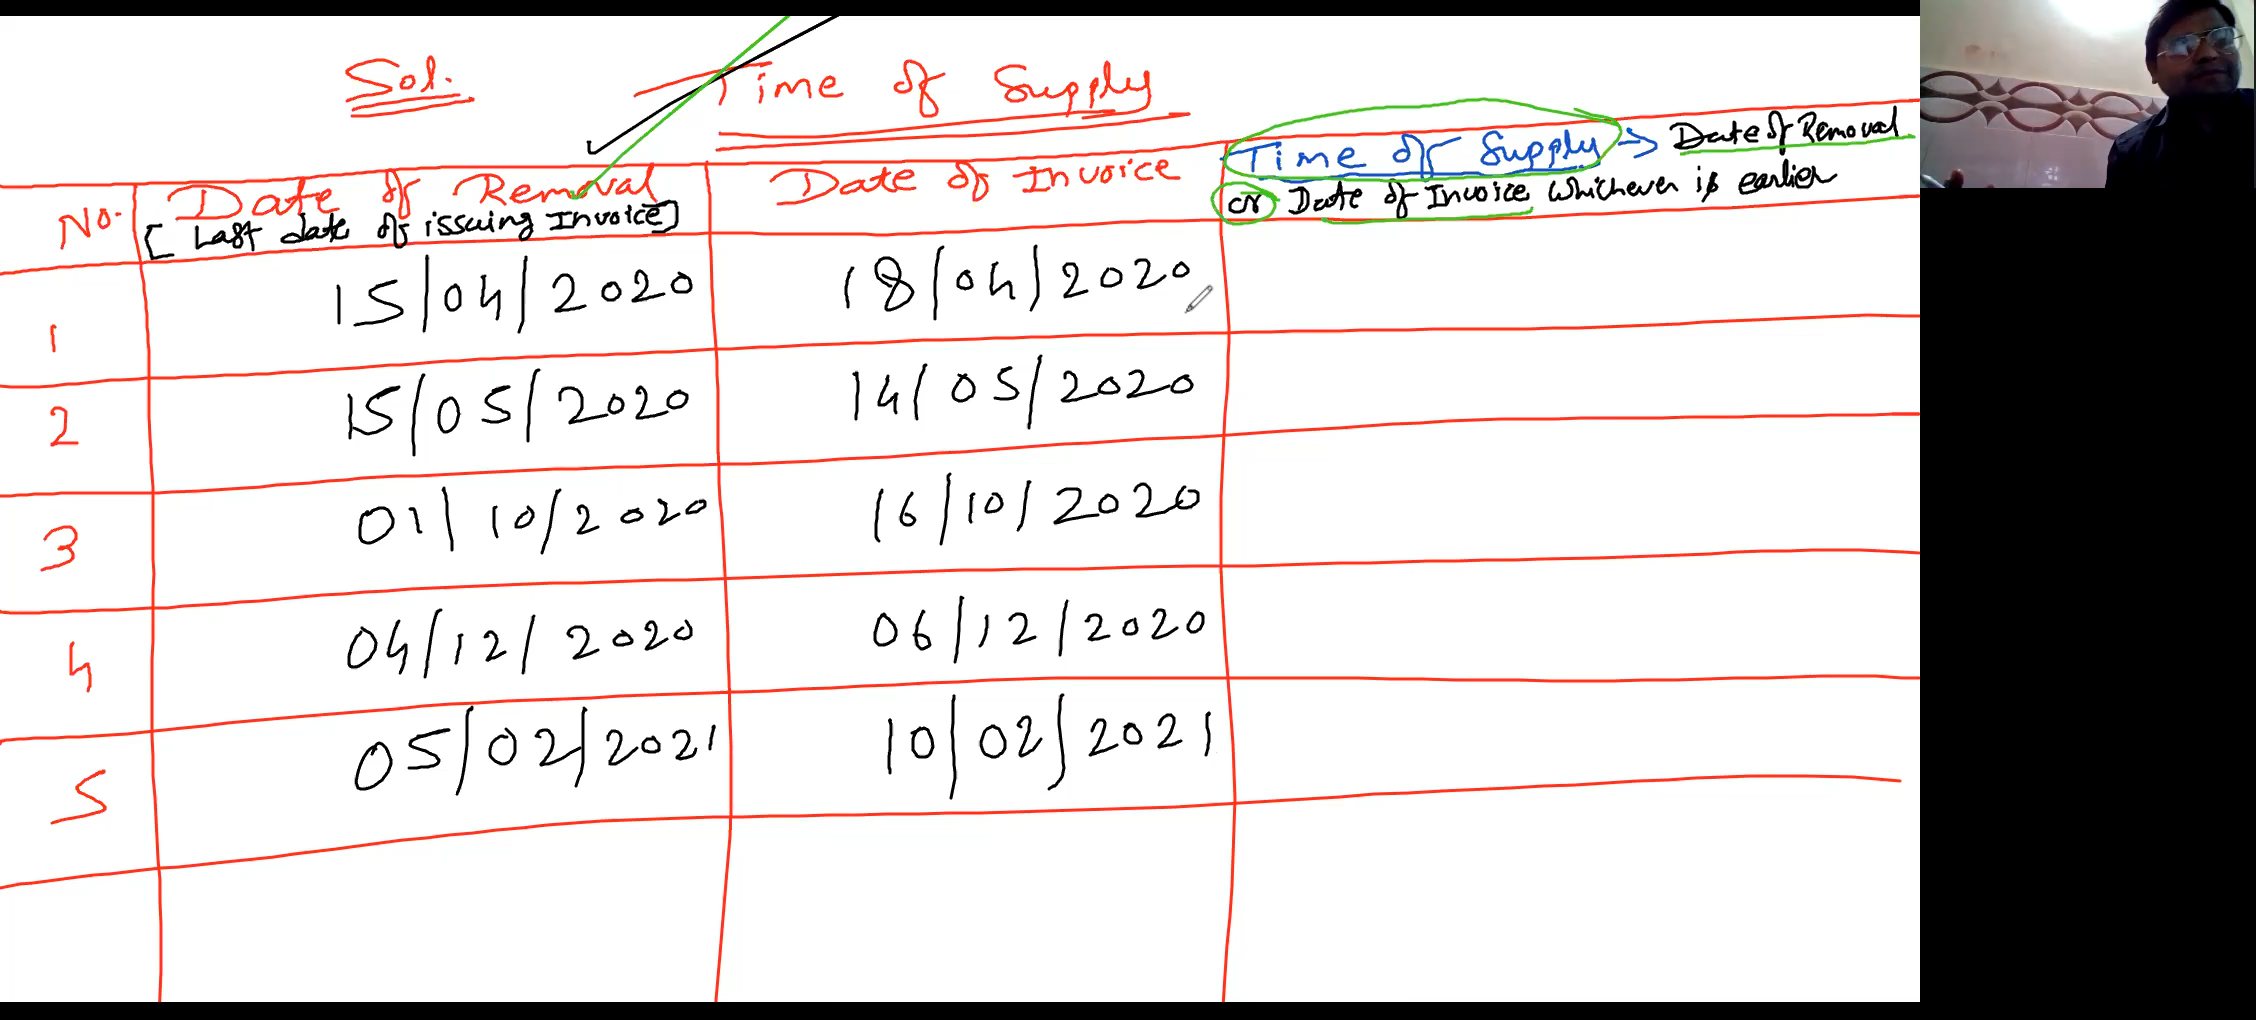 Sol.
Time of Supply
No. Date of Removal Date of Invoice Time of Supply → Date of Removal
[Last date of issuing Invoice] or Date of Invoice whichever is earlier
1 15/04/2020 18/04/2020
2 15/05/2020 14/05/2020
3 01/10/2020 16/10/2020
4 04/12/2020 06/12/2020
5 05/02/2021 10/02/2021